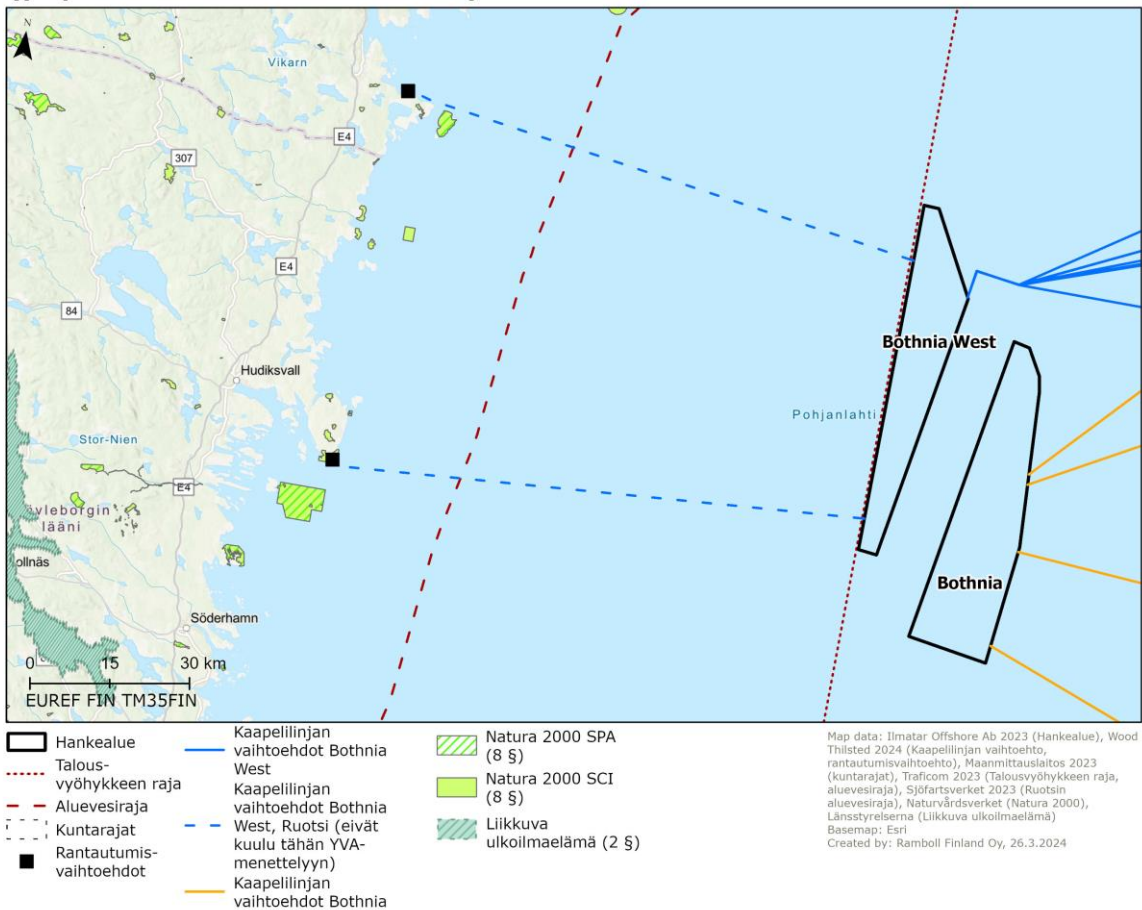 N
Vikarn
E4
307
E4
84
Bothnia West
Hudiksvall
Pohjanlahti
Stor-Nien
E4
vleborgin
lääni
ollnäs
Bothnia
Söderhamn
0 15 30 km
EUREF FIN TM35FIN
Hankealue
Talous-
vyöhykkeen raja
Aluevesiraja
Kuntarajat
Rantautumis-
vaihtoehdot
Kaapelilinjan
vaihtoehdot Bothnia
West
Kaapelilinjan
vaihtoehdot Bothnia
West, Ruotsi (eivät
kuulu tähän YVA-
menettelyyn)
Kaapelilinjan
vaihtoehdot Bothnia
Natura 2000 SPA
(8 §)
Natura 2000 SCI
(8 §)
Liikkuva
ulkoilmaelämä (2 §)
Map data: Ilmatar Offshore Ab 2023 (Hankealue), Wood
Thilsted 2024 (Kaapelilinjan vaihtoehto,
rantautumisvaihtoehto), Maanmittauslaitos 2023
(kuntarajat), Traficom 2023 (Talousvyöhykkeen raja,
aluevesiraja), Sjöfartsverket 2023 (Ruotsin
aluevesiraja), Naturvårdsverket (Natura 2000),
Länsstyrelserna (Liikkuva ulkoilmaelämä)
Basemap: Esri
Created by: Ramboll Finland Oy, 26.3.2024